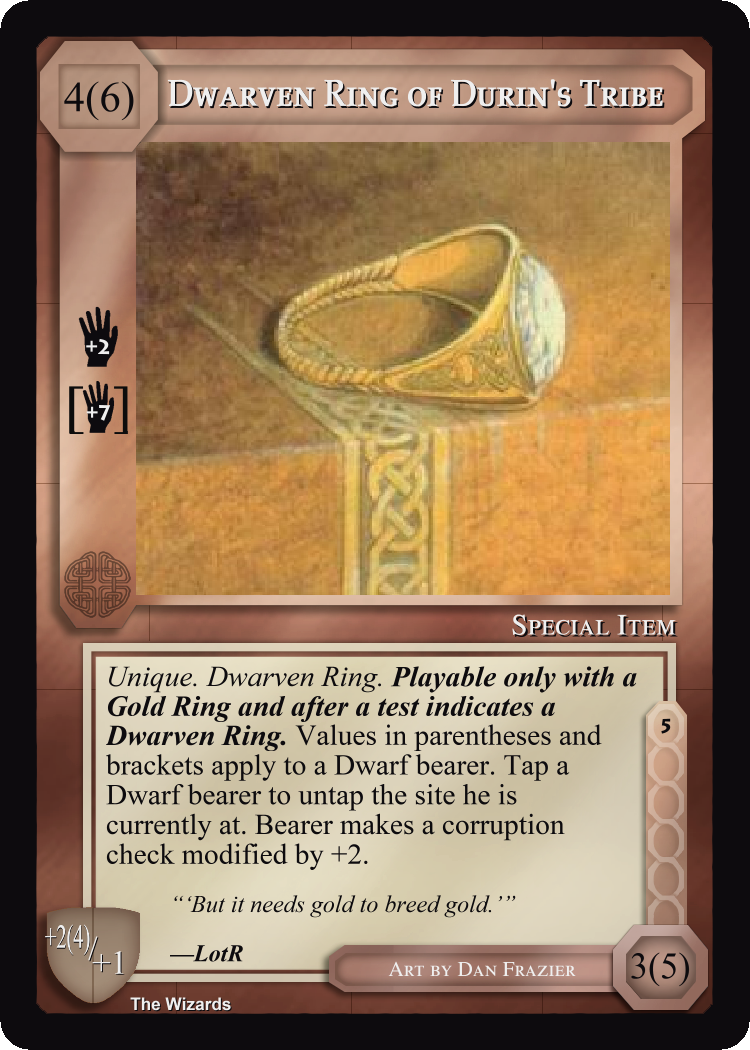 4(6)
Dwarven Ring of Durin's Tribe
+2
[+7]
Special Item
Unique. Dwarven Ring. Playable only with a
Gold Ring and after a test indicates a
Dwarven Ring. Values in parentheses and
brackets apply to a Dwarf bearer. Tap a
Dwarf bearer to untap the site he is
currently at. Bearer makes a corruption
check modified by +2.
5
“‘But it needs gold to breed gold.’”
—LotR
+2(4)/+1
Art by Dan Frazier
3(5)
The Wizards